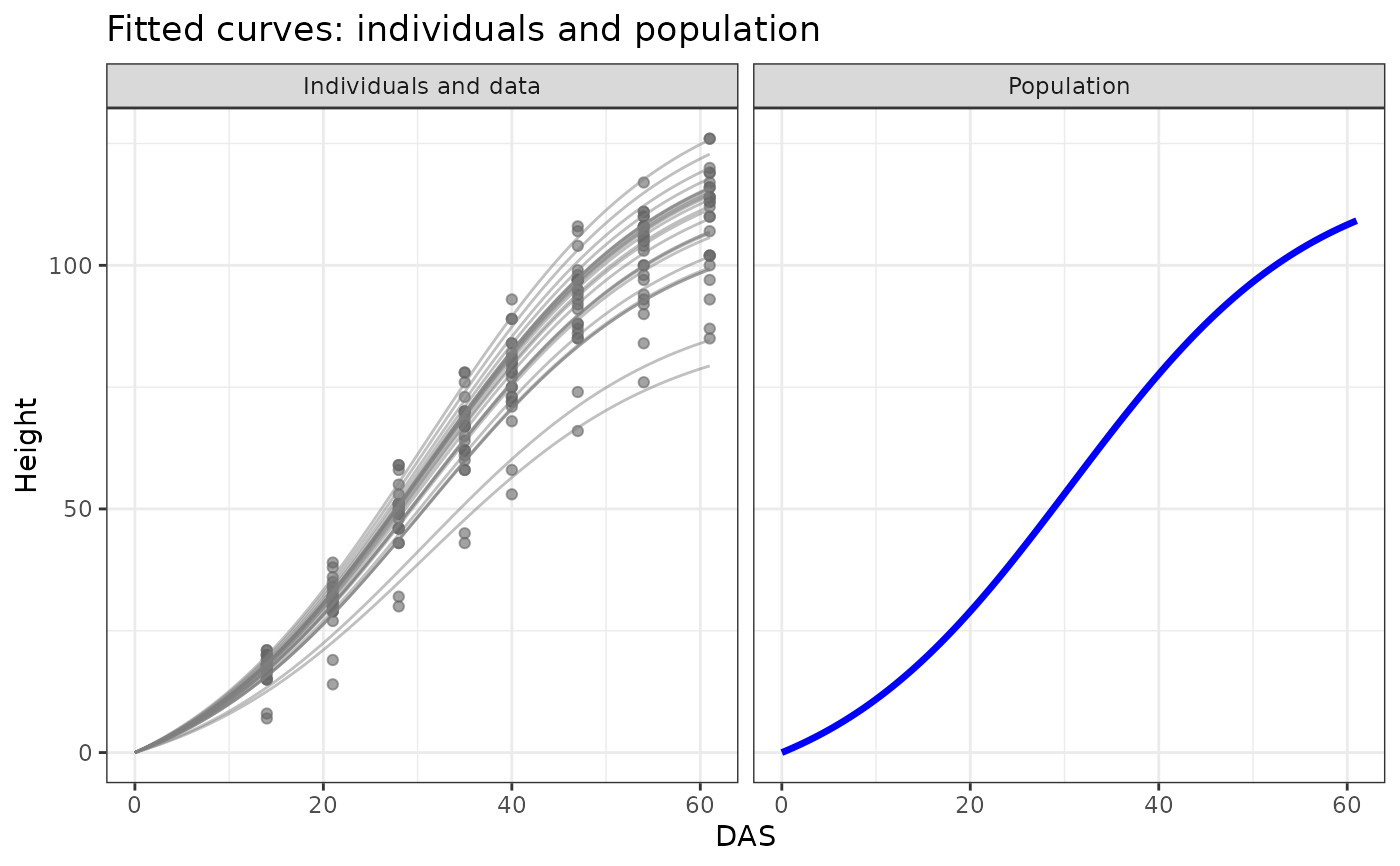 Fitted curves: individuals and population
Individuals and data
Population
Height
100
50
0
0 20 40 60
0 20 40 60
DAS